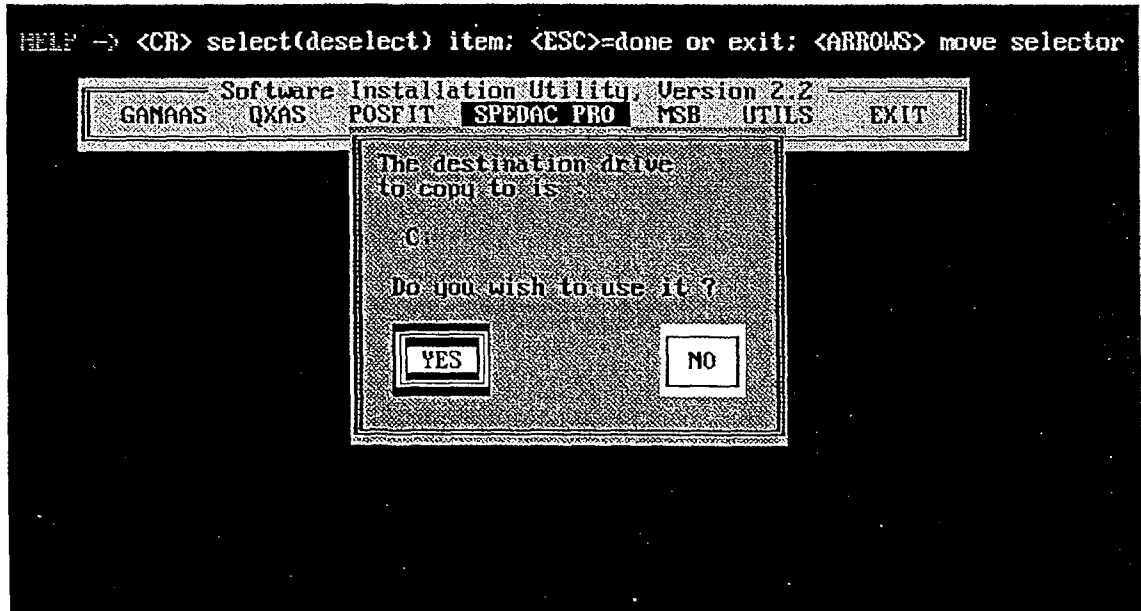 HELP -> <CR> select(deselect) item; <ESC>=done or exit; <ARROWS> move selector
Software Installation Utility, Version 2.2
GANAAS QXAS POSFIT SPEDAC PRO MSB UTILS EXIT
The destination drive
to copy to is :
C:
Do you wish to use it ?
YES NO